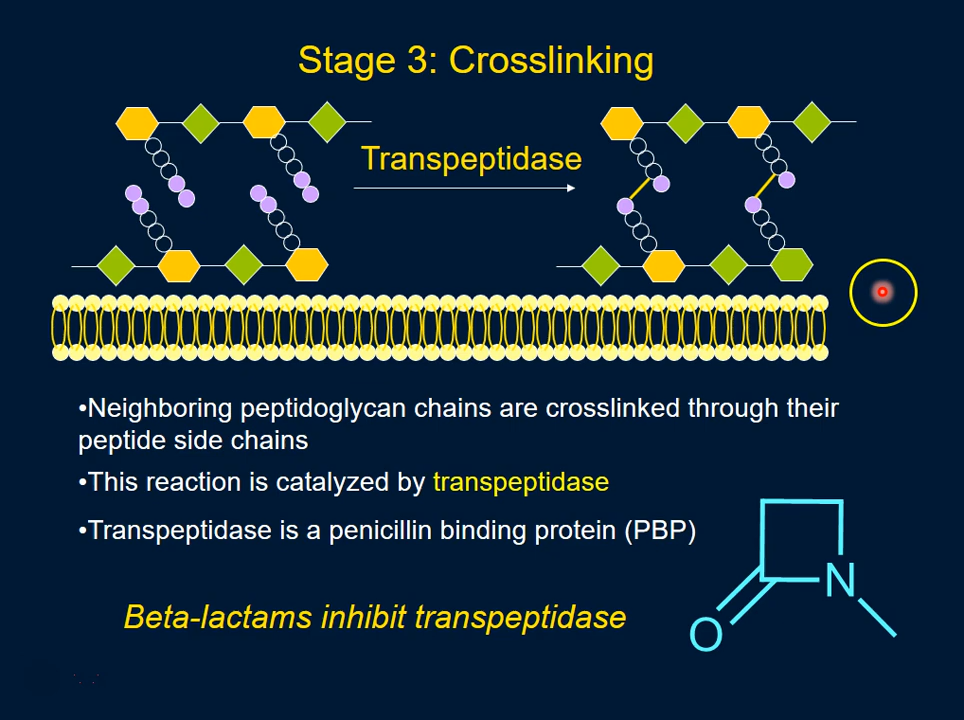 Stage 3: Crosslinking
Transpeptidase
•Neighboring peptidoglycan chains are crosslinked through their
peptide side chains
•This reaction is catalyzed by transpeptidase
•Transpeptidase is a penicillin binding protein (PBP)
Beta-lactams inhibit transpeptidase
N
O